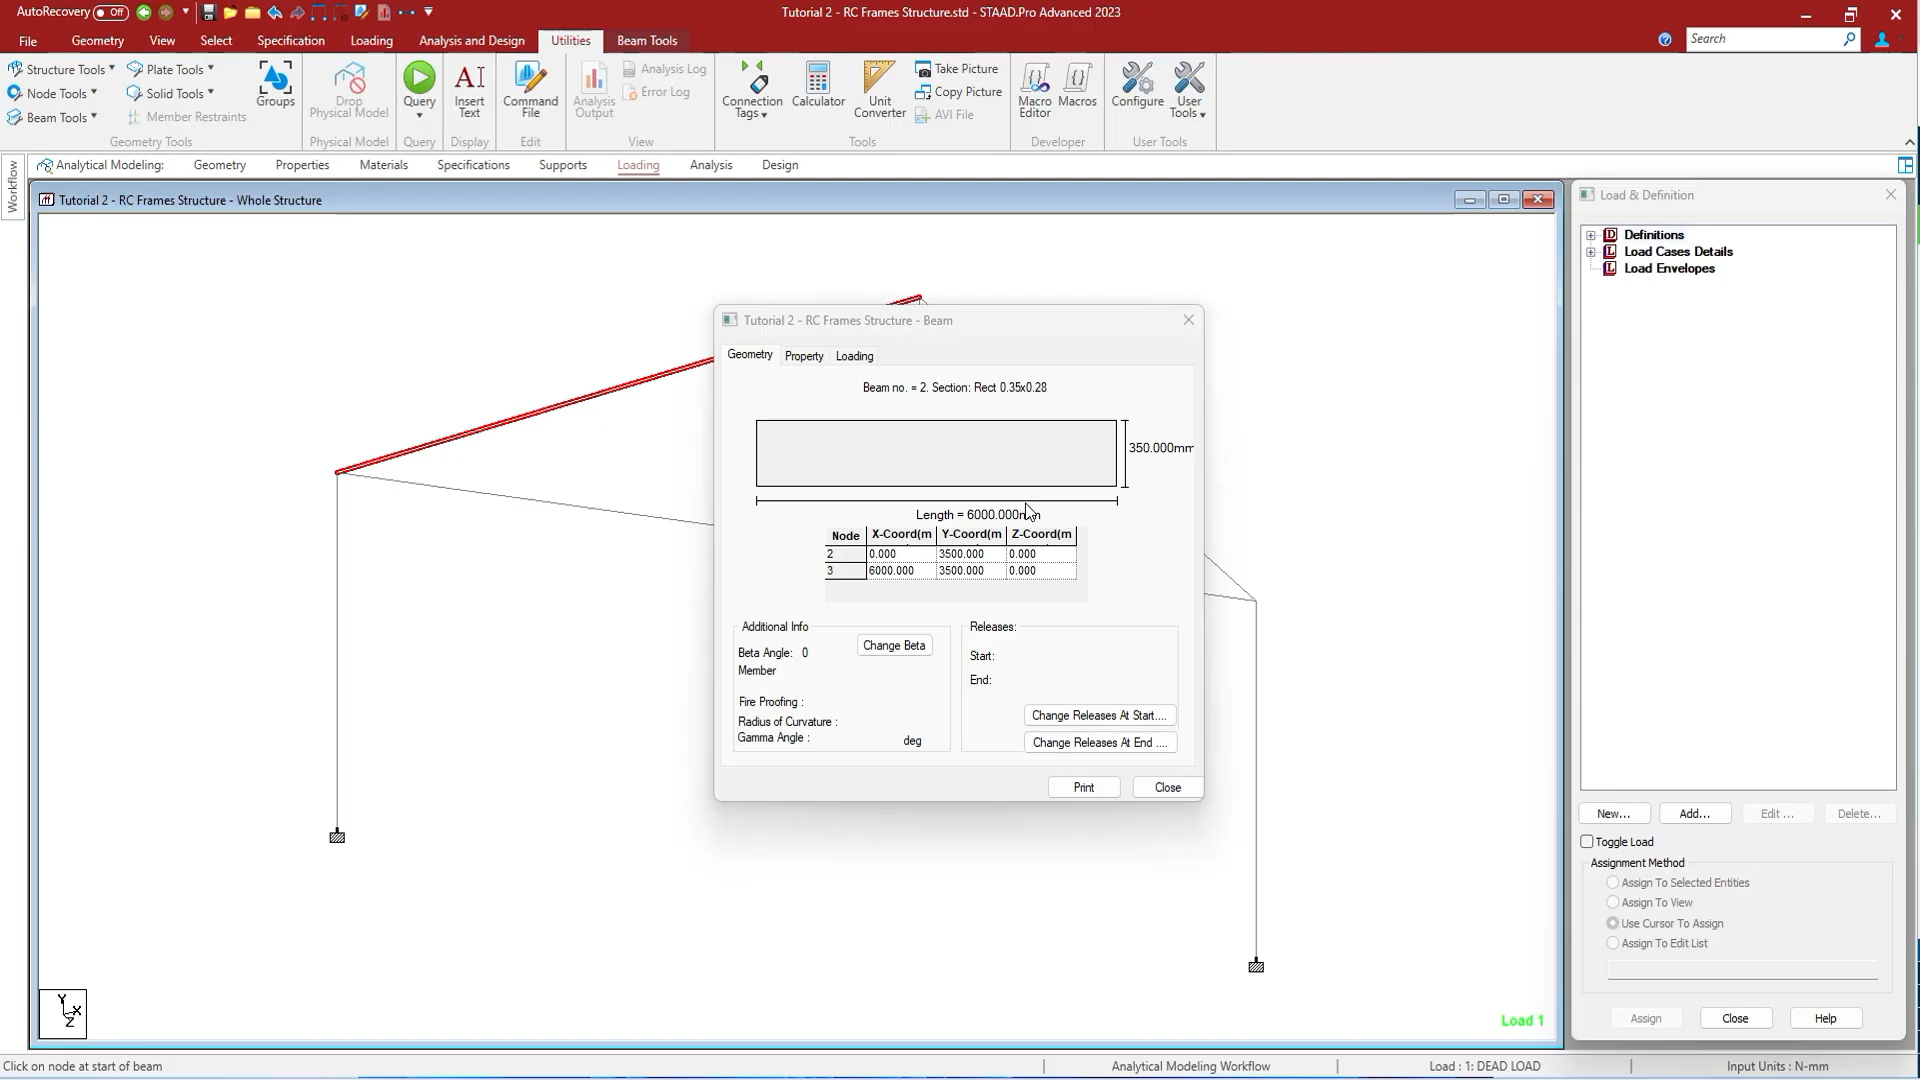 AutoRecovery Off
Tutorial 2 - RC Frames Structure.std - STAAD.Pro Advanced 2023
File Geometry View Select Specification Loading Analysis and Design Utilities Beam Tools
Search
Structure Tools Plate Tools
Node Tools Solid Tools
Beam Tools Member Restraints
Geometry Tools
Groups
Drop Physical Model
Physical Model
Query
Query
Insert Text
Display
Command File
Edit
Analysis Output
Analysis Log
Error Log
View
Connection Tags
Calculator
Unit Converter
Take Picture
Copy Picture
AVI File
Tools
Macro Editor
Macros
Developer
Configure
User Tools
User Tools
Workflow
Analytical Modeling: Geometry Properties Materials Specifications Supports Loading Analysis Design
Tutorial 2 - RC Frames Structure - Whole Structure
Tutorial 2 - RC Frames Structure - Beam
Geometry Property Loading
Beam no. = 2. Section: Rect 0.35x0.28
350.000mm
Length = 6000.000mm
Node X-Coord(m Y-Coord(m Z-Coord(m
2 0.000 3500.000 0.000
3 6000.000 3500.000 0.000
Additional Info
Change Beta
Beta Angle: 0
Member
Fire Proofing :
Radius of Curvature :
Gamma Angle : deg
Releases:
Start:
End:
Change Releases At Start....
Change Releases At End ....
Print Close
Y
X
Z
Load 1
Load & Definition
Definitions
Load Cases Details
Load Envelopes
New... Add... Edit ... Delete...
Toggle Load
Assignment Method
Assign To Selected Entities
Assign To View
Use Cursor To Assign
Assign To Edit List
Assign Close Help
Click on node at start of beam
Analytical Modeling Workflow
Load : 1: DEAD LOAD
Input Units : N-mm